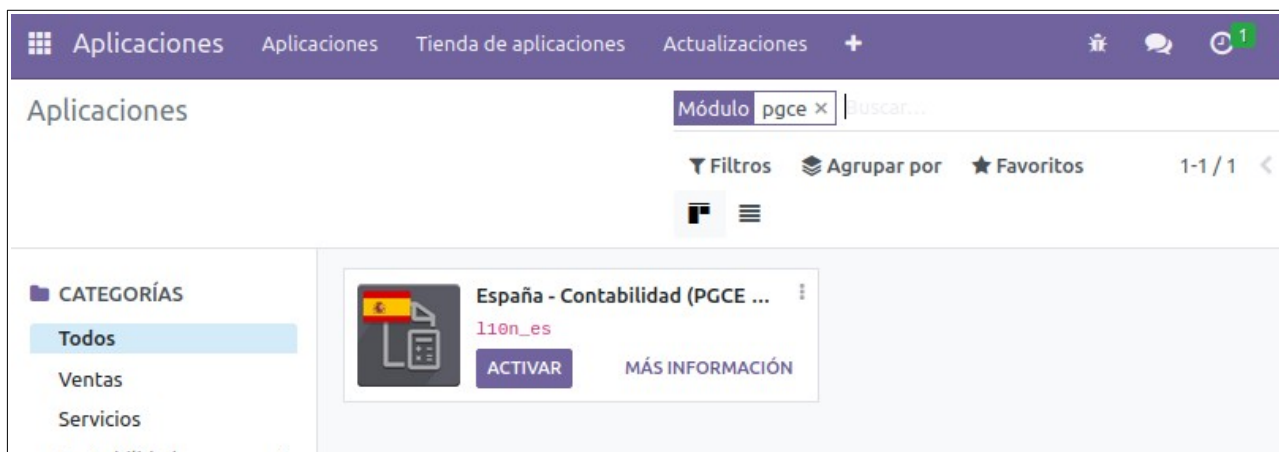 Aplicaciones Aplicaciones Tienda de aplicaciones Actualizaciones + 1
Aplicaciones
Módulo pgce × Buscar...
Filtros Agrupar por Favoritos 1-1 / 1
CATEGORÍAS
Todos
Ventas
Servicios
España - Contabilidad (PGCE ...
l10n_es
ACTIVAR MÁS INFORMACIÓN